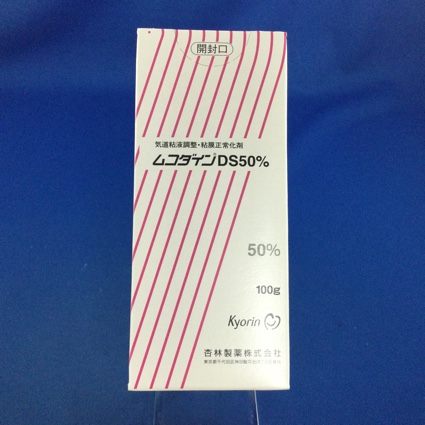 開封口
気道粘液調整・粘膜正常化剤
ムコダインDS50%
50%
100g
Kyorin
杏林製薬株式会社